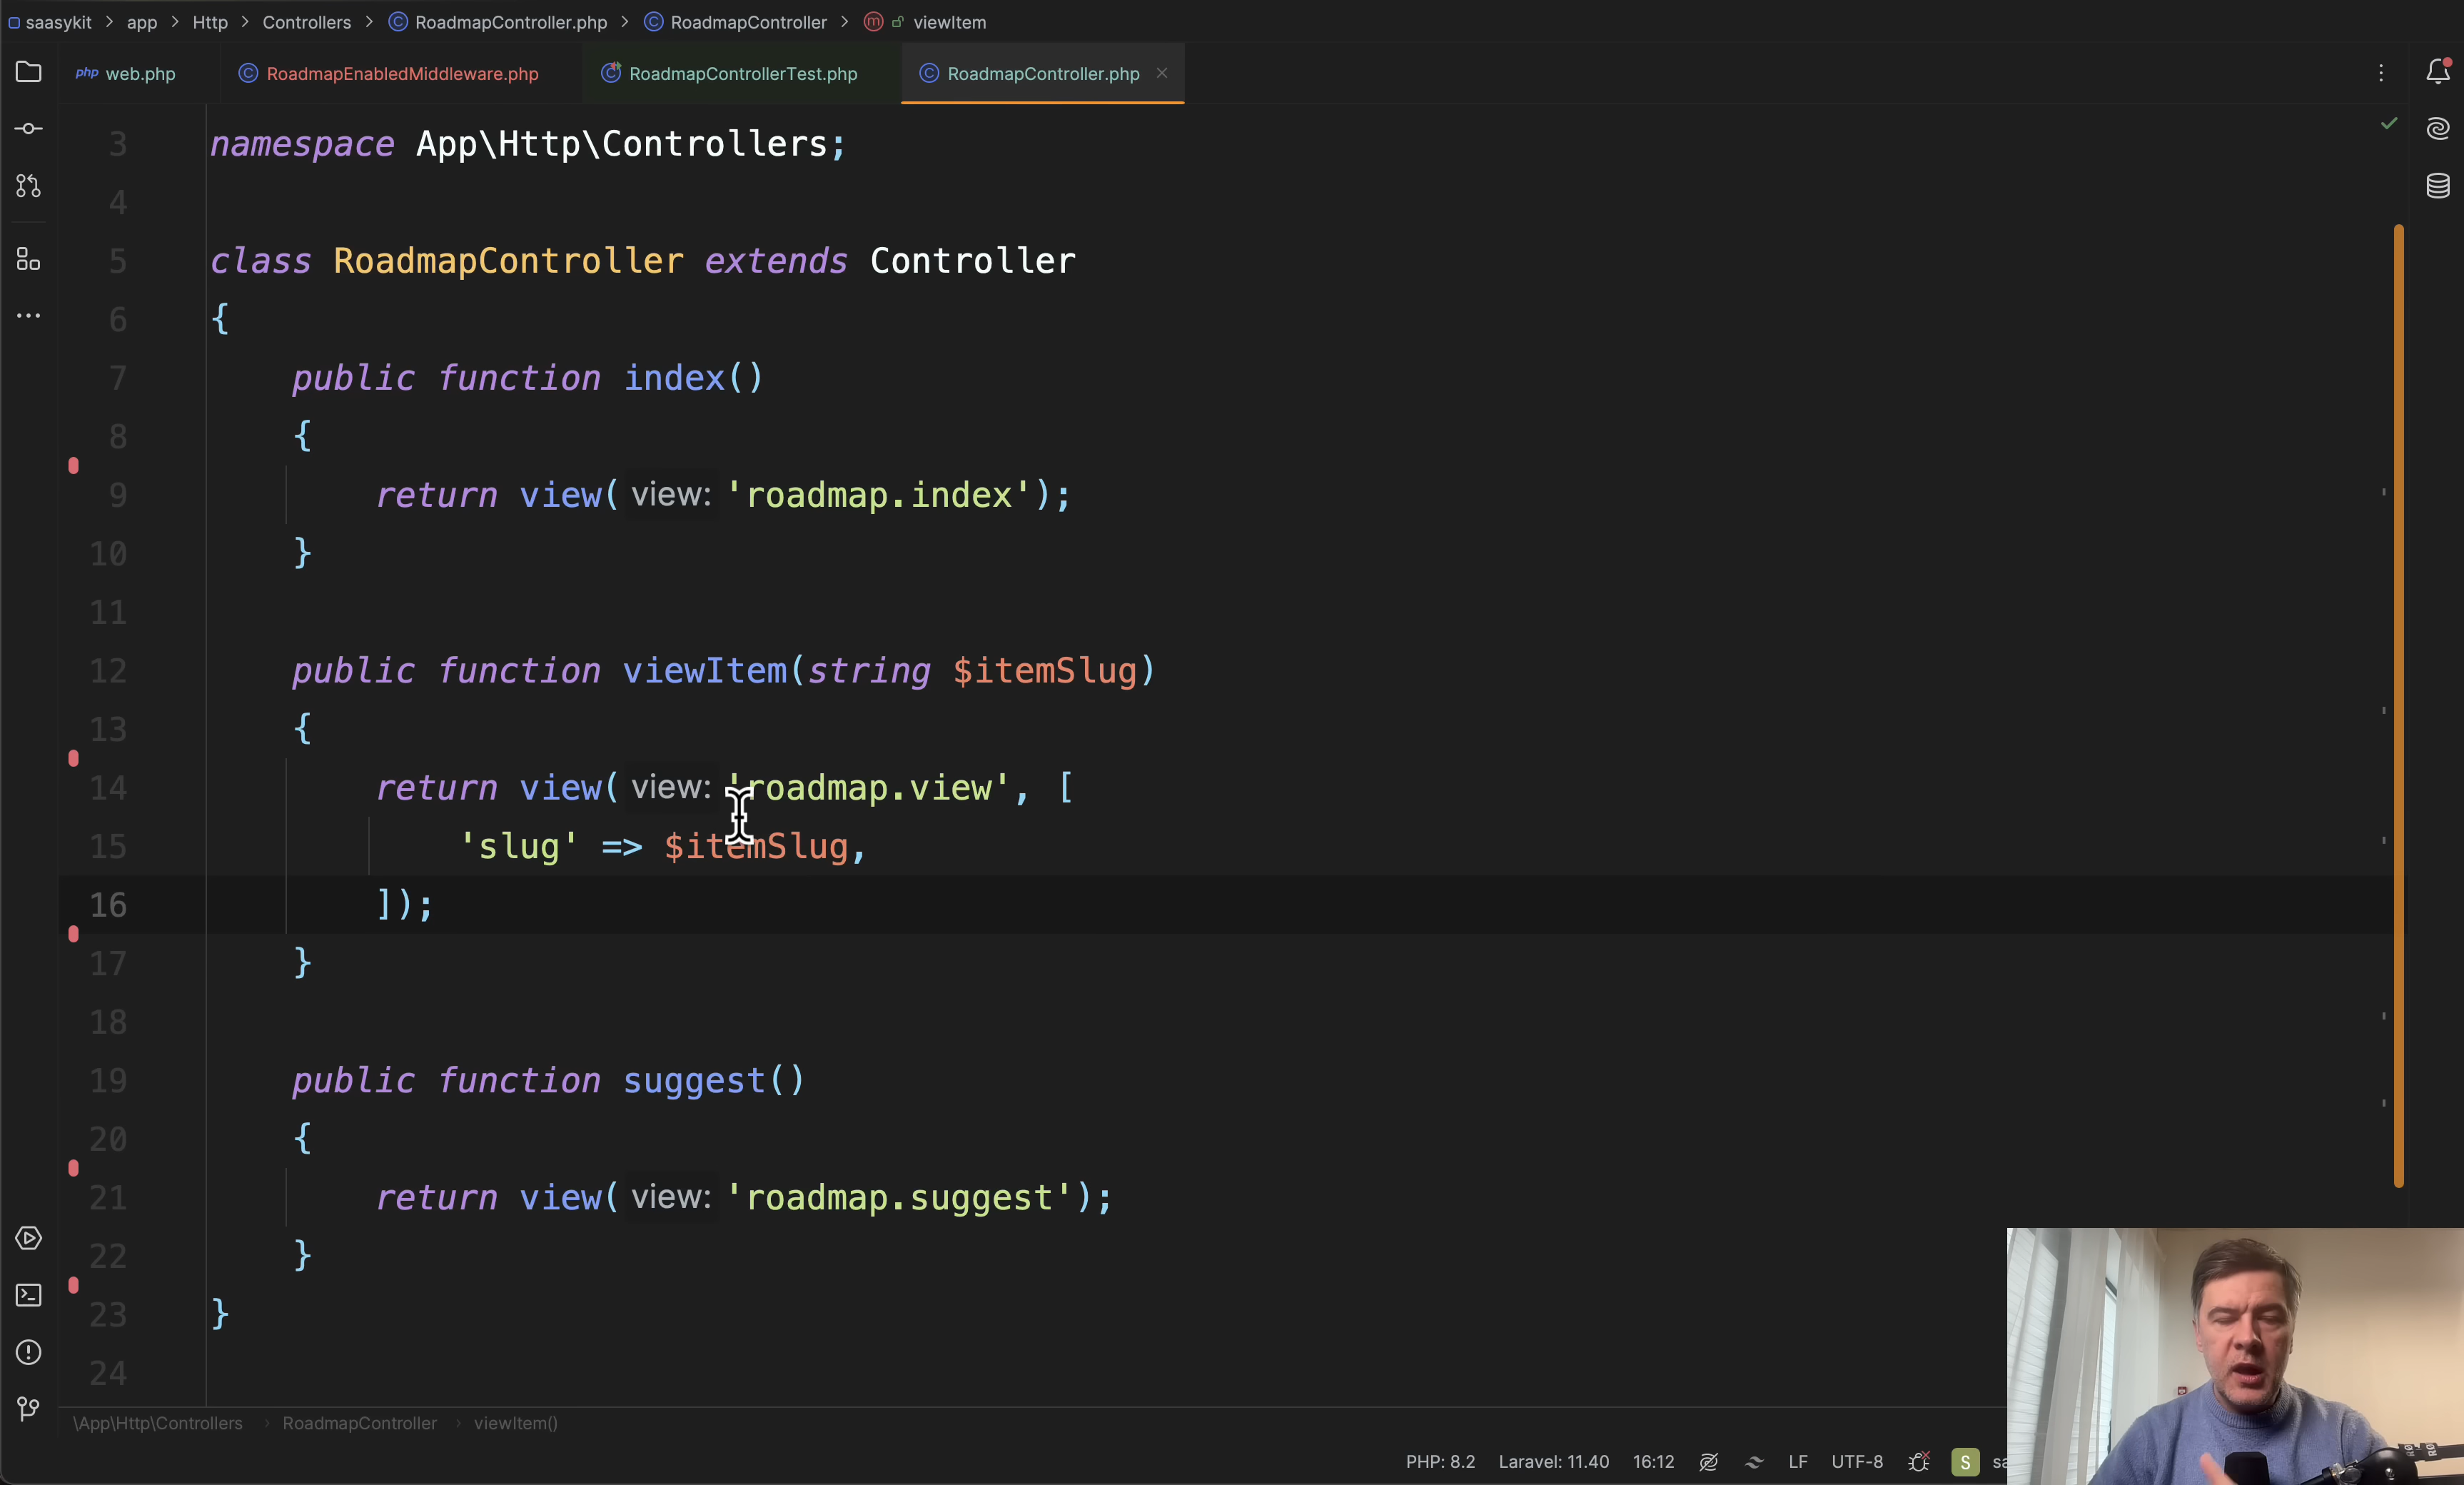 saasykit > app > Http > Controllers > RoadmapController.php > RoadmapController > viewItem
php web.php RoadmapEnabledMiddleware.php RoadmapControllerTest.php RoadmapController.php
3 namespace App\Http\Controllers;
4
5 class RoadmapController extends Controller
6 {
7 public function index()
8 {
9 return view( view: 'roadmap.index');
10 }
11
12 public function viewItem(string $itemSlug)
13 {
14 return view( view: 'roadmap.view', [
15 'slug' => $itemSlug,
16 ]);
17 }
18
19 public function suggest()
20 {
21 return view( view: 'roadmap.suggest');
22 }
23 }
24
\App\Http\Controllers > RoadmapController > viewItem()
PHP: 8.2 Laravel: 11.40 16:12 LF UTF-8 S